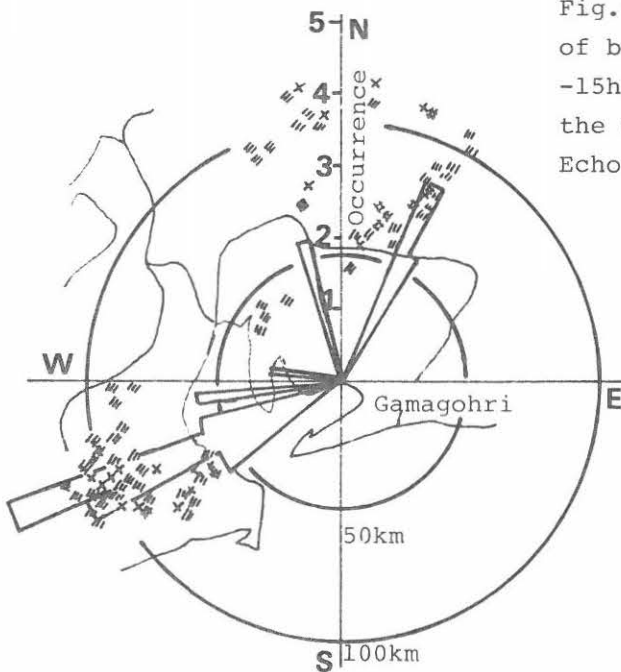 Fig.
of b
-15h
the
Echo
5 N
4
3
2
1
Occurrence
W
E
Gamagohri
50km
S 100km